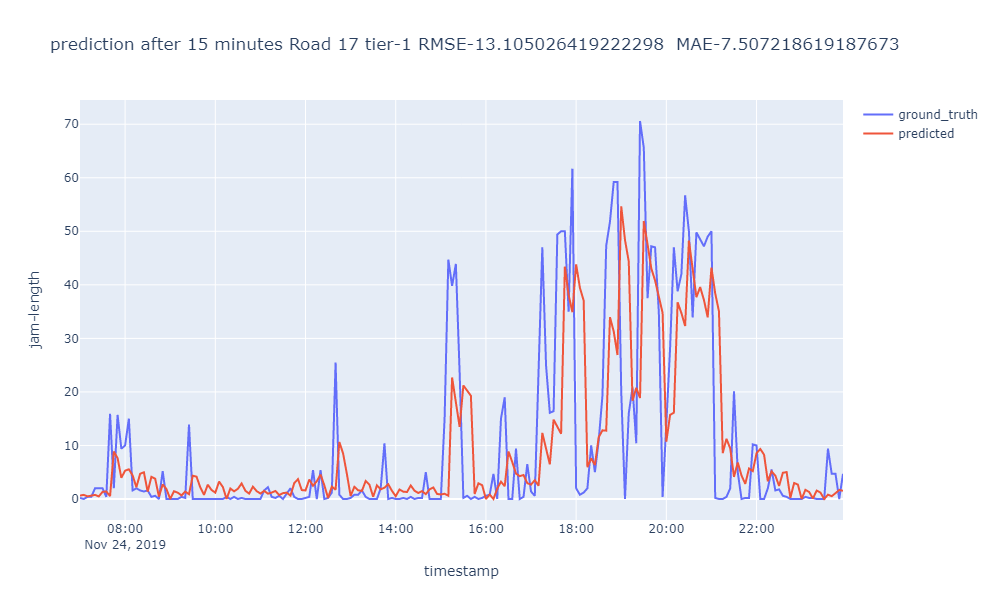 prediction after 15 minutes Road 17 tier-1 RMSE-13.105026419222298  MAE-7.507218619187673
ground_truth
predicted
70
60
50
40
30
20
10
0
jam-length
08:00 10:00 12:00 14:00 16:00 18:00 20:00 22:00
Nov 24, 2019
timestamp